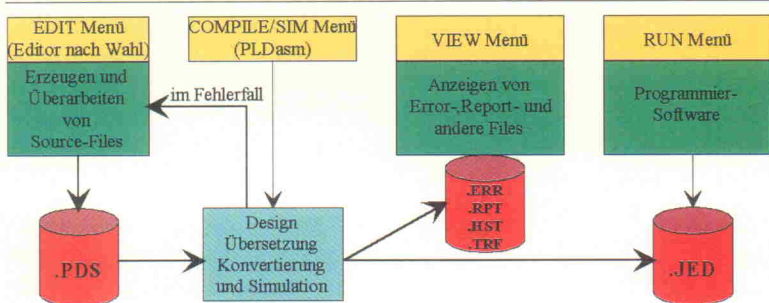 EDIT Menü
(Editor nach Wahl)
Erzeugen und
Überarbeiten
von
Source-Files
im Fehlerfall
COMPILE/SIM Menü
(PLDasm)
VIEW Menü
Anzeigen von
Error-,Report- und
andere Files
RUN Menü
Programmier-
Software
.PDS
Design
Übersetzung
Konvertierung
und Simulation
.ERR
.RPT
.HST
.TRF
.JED